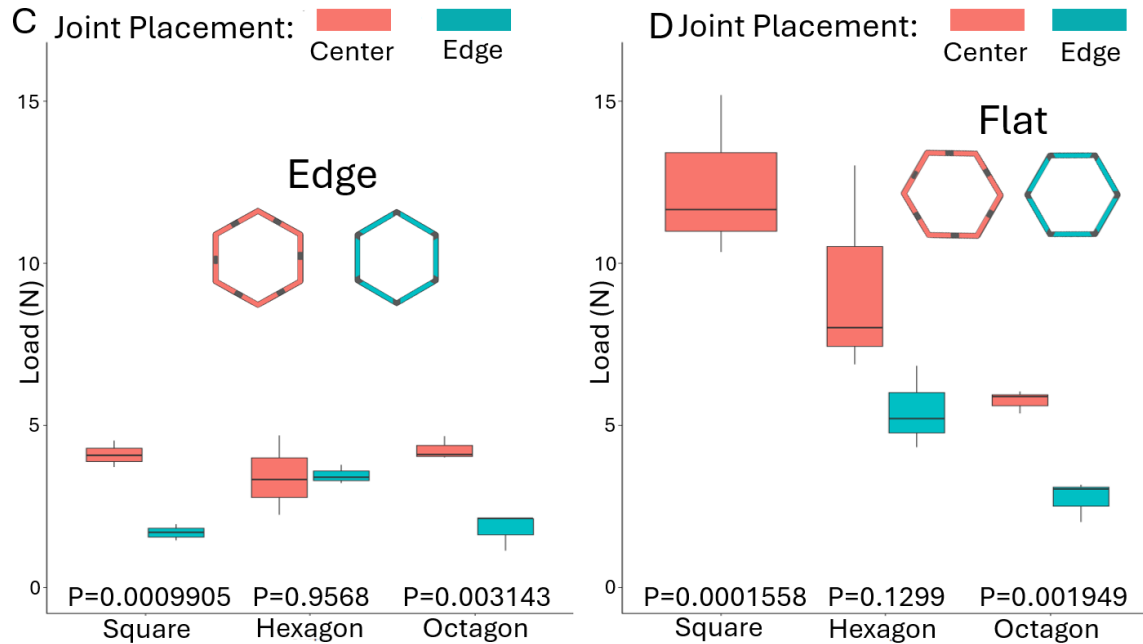 C Joint Placement: Center Edge
Load (N)
15
10
5
0
Edge
P=0.0009905 P=0.9568 P=0.003143
Square Hexagon Octagon
D Joint Placement: Center Edge
Load (N)
15
10
5
0
Flat
P=0.0001558 P=0.1299 P=0.001949
Square Hexagon Octagon